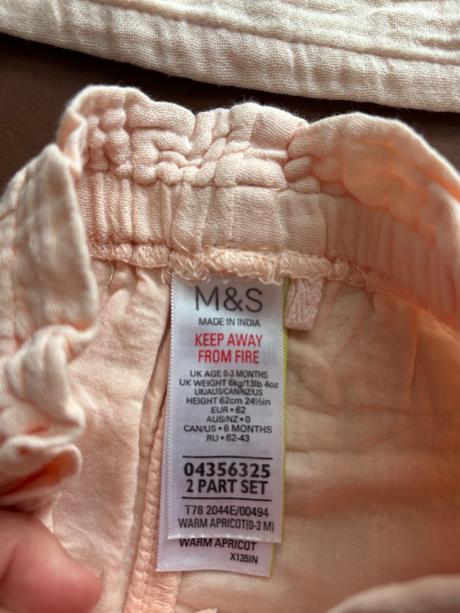 M&S
MADE IN INDIA
KEEP AWAY
FROM FIRE
UK AGE 0-3 MONTHS
UK WEIGHT 6kg/13lb 4oz
UK/AUS/CAN/NZ/US
HEIGHT 62cm 24½in
EUR • 62
AUS/NZ • 0
CAN/US • 6 MONTHS
RU • 62-43
04356325
2 PART SET
T78 2044E/00494
WARM APRICOT(0-3 M)
WARM APRICOT
X135IN